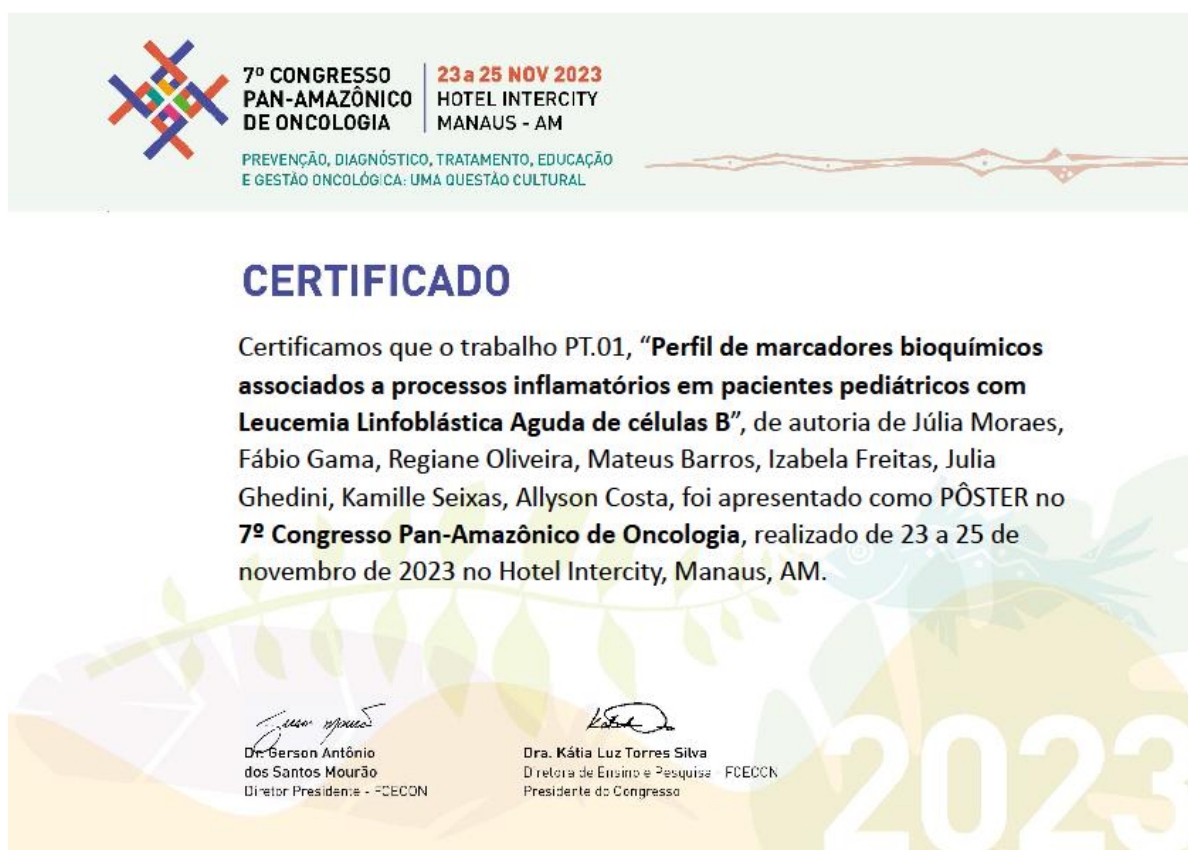 7º CONGRESSO
PAN-AMAZÔNICO
DE ONCOLOGIA
23 a 25 NOV 2023
HOTEL INTERCITY
MANAUS - AM
PREVENÇÃO, DIAGNÓSTICO, TRATAMENTO, EDUCAÇÃO
E GESTÃO ONCOLÓGICA: UMA QUESTÃO CULTURAL
CERTIFICADO
Certificamos que o trabalho PT.01, “Perfil de marcadores bioquímicos
associados a processos inflamatórios em pacientes pediátricos com
Leucemia Linfoblástica Aguda de células B”, de autoria de Júlia Moraes,
Fábio Gama, Regiane Oliveira, Mateus Barros, Izabela Freitas, Julia
Ghedini, Kamille Seixas, Allyson Costa, foi apresentado como PÔSTER no
7º Congresso Pan-Amazônico de Oncologia, realizado de 23 a 25 de
novembro de 2023 no Hotel Intercity, Manaus, AM.
Dr. Gerson Antônio
dos Santos Mourão
Diretor Presidente - FCECON
Dra. Kátia Luz Torres Silva
Diretora de Ensino e Pesquisa - FCECON
Presidente do Congresso
2023